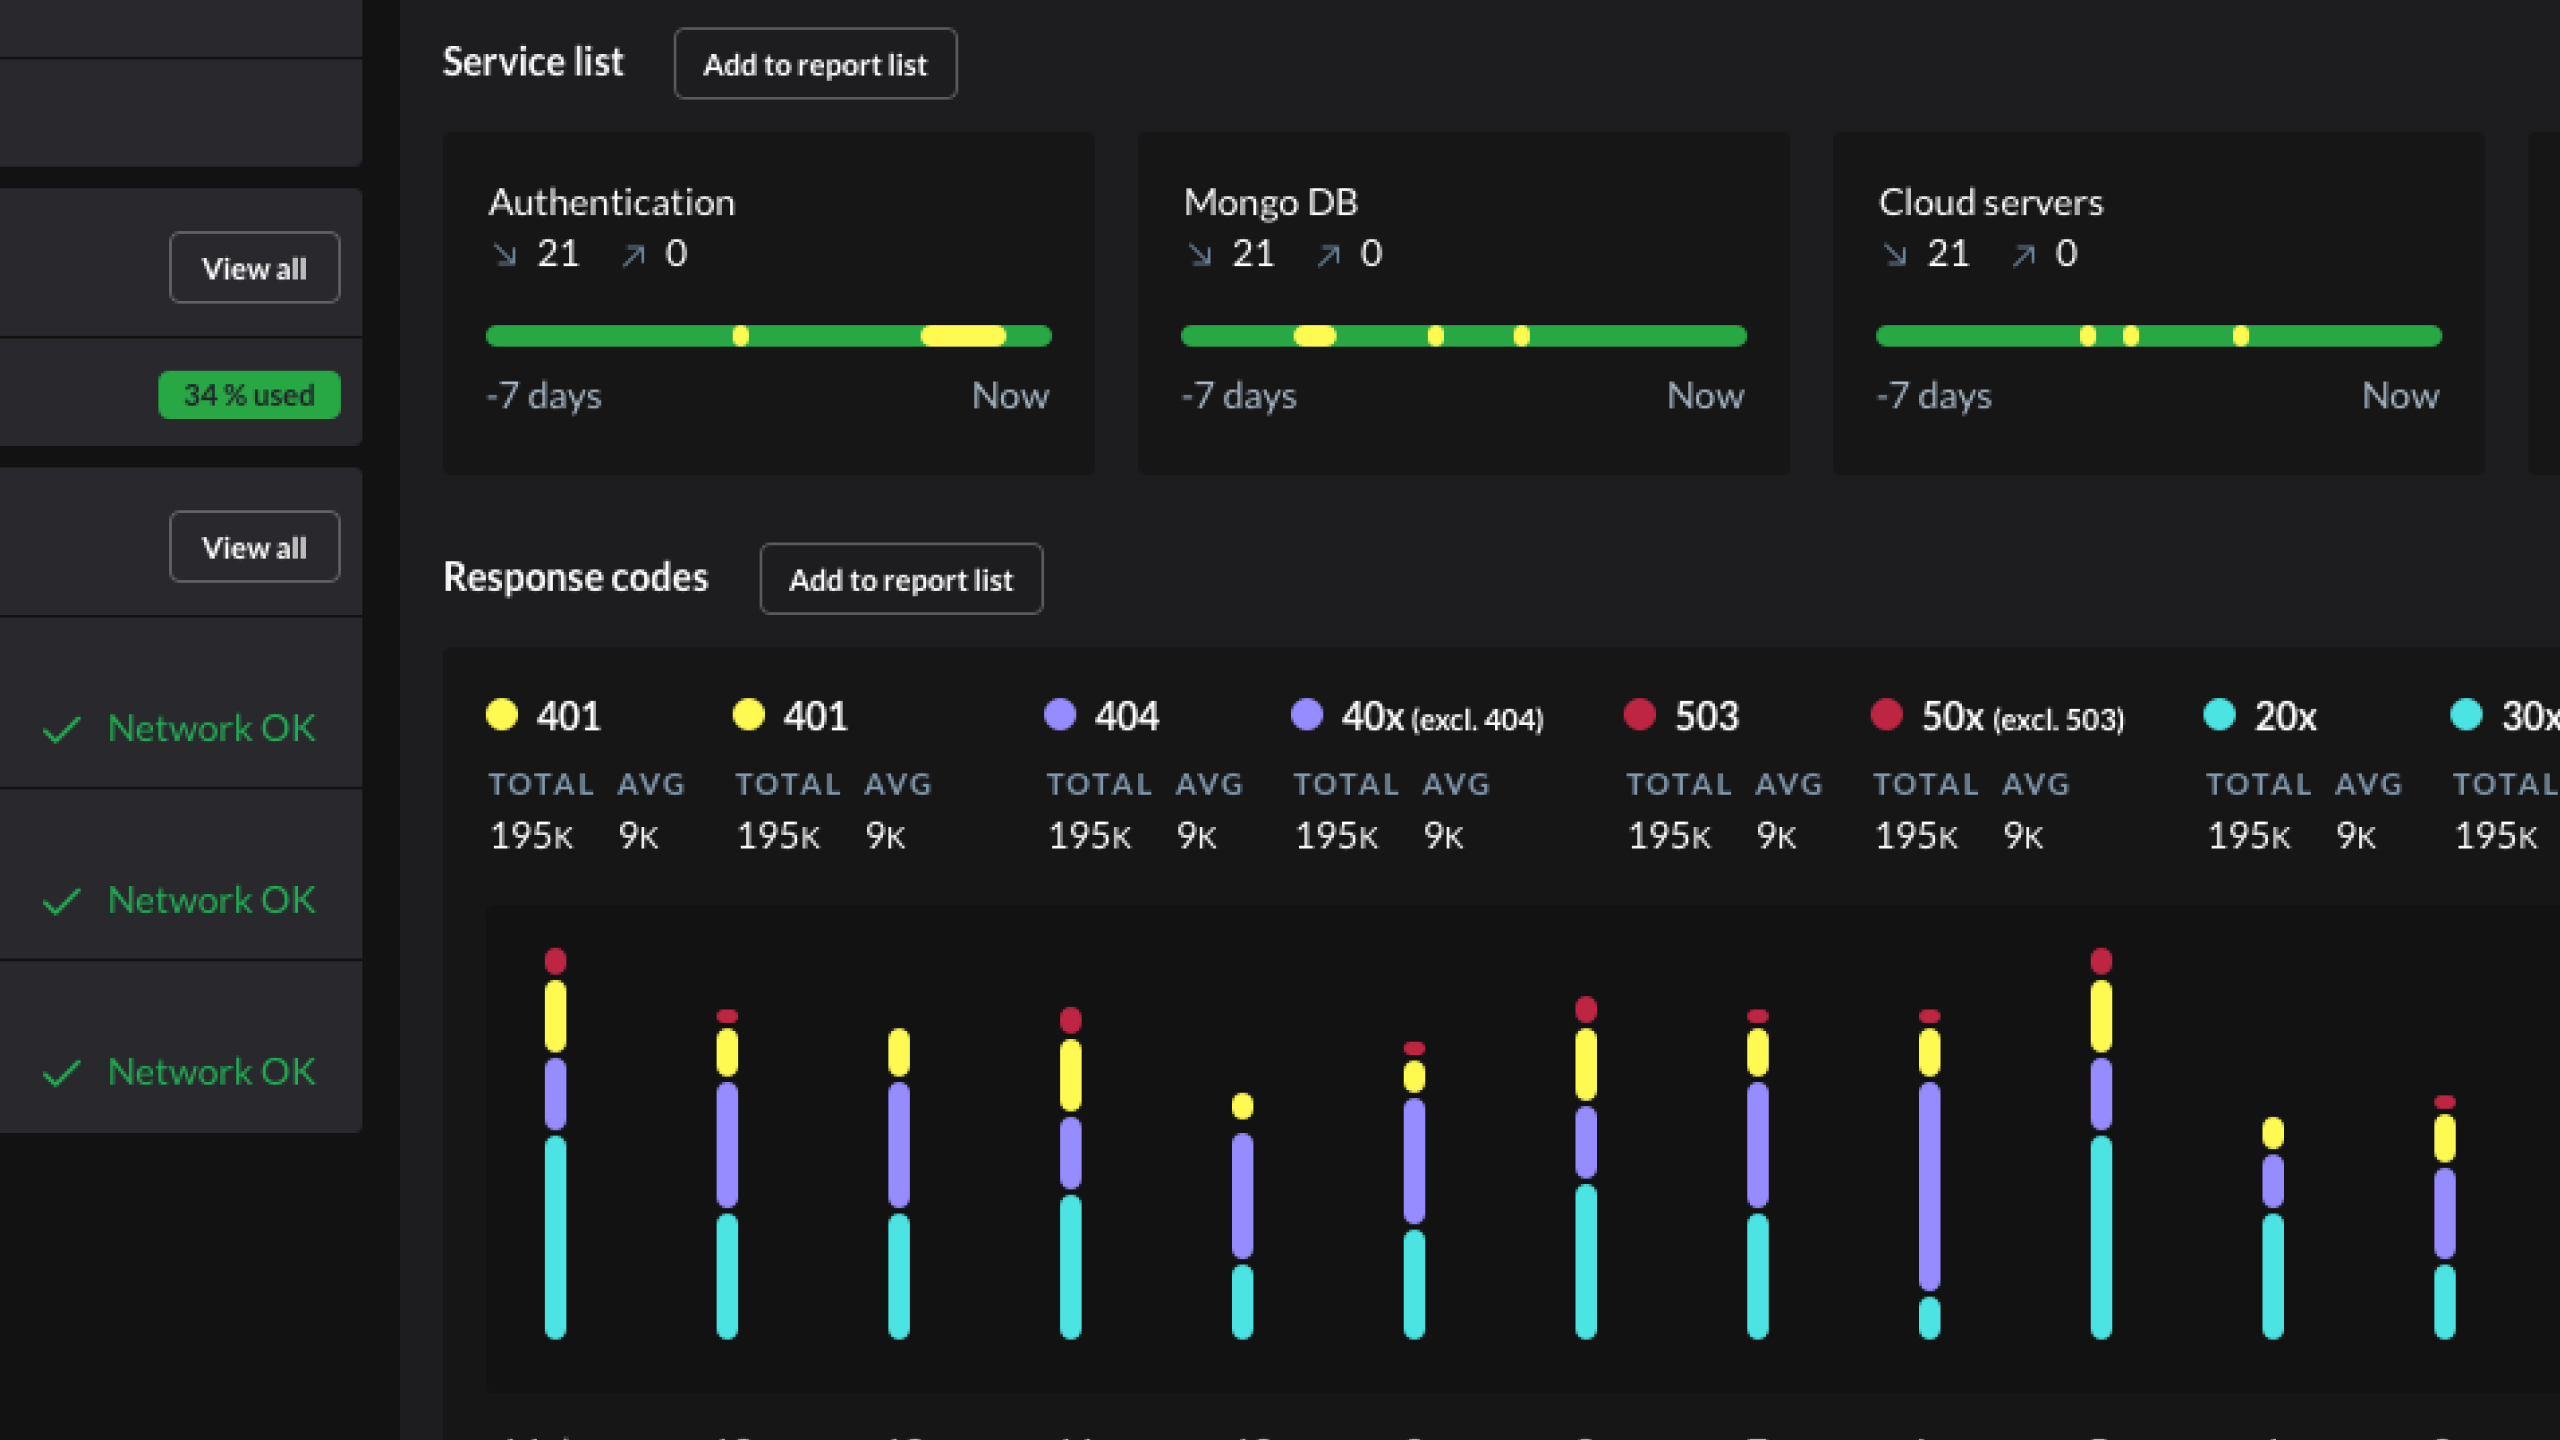 Service list
Add to report list
View all
34 % used
View all
Network OK
Network OK
Network OK
Authentication
21 0
-7 days Now
Mongo DB
21 0
-7 days Now
Cloud servers
21 0
-7 days Now
Response codes
Add to report list
401 401 404 40x (excl. 404) 503 50x (excl. 503) 20x 30x
TOTAL AVG TOTAL AVG TOTAL AVG TOTAL AVG TOTAL AVG TOTAL AVG TOTAL AVG TOTAL
195K 9K 195K 9K 195K 9K 195K 9K 195K 9K 195K 9K 195K 9K 195K